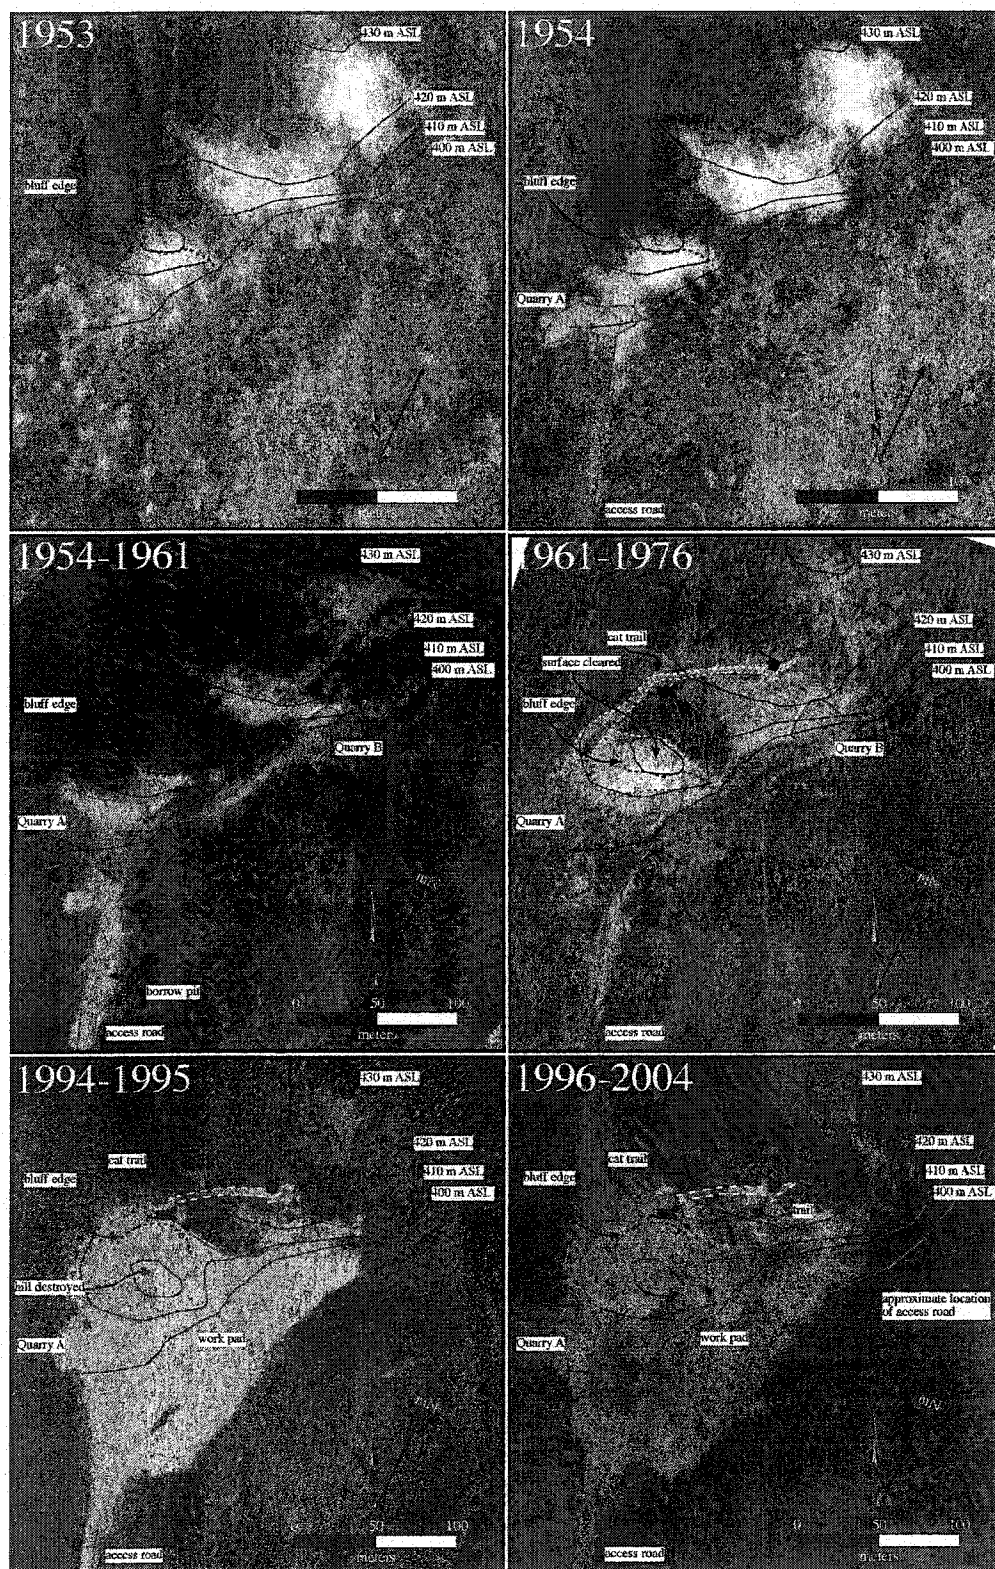 1953
430 m ASL
420 m ASL
410 m ASL
400 m ASL
bluff edge
meters
1954
430 m ASL
420 m ASL
410 m ASL
400 m ASL
bluff edge
Quarry A
access road
meters
1954-1961
430 m ASL
420 m ASL
410 m ASL
400 m ASL
bluff edge
Quarry B
Quarry A
mN
borrow pit
0 50 100
access road
meters
1961-1976
430 m ASL
420 m ASL
cat trail
410 m ASL
surface cleared
400 m ASL
bluff edge
Quarry B
Quarry A
mN
0 50 100
access road
meters
1994-1995
430 m ASL
420 m ASL
cat trail
410 m ASL
bluff edge
400 m ASL
hill destroyed
Quarry A
work pad
mN
50 100
access road
meters
1996-2004
430 m ASL
420 m ASL
cat trail
410 m ASL
bluff edge
400 m ASL
trail
approximate location
of access road
Quarry A
work pad
mN
0 50 100
access road
meters